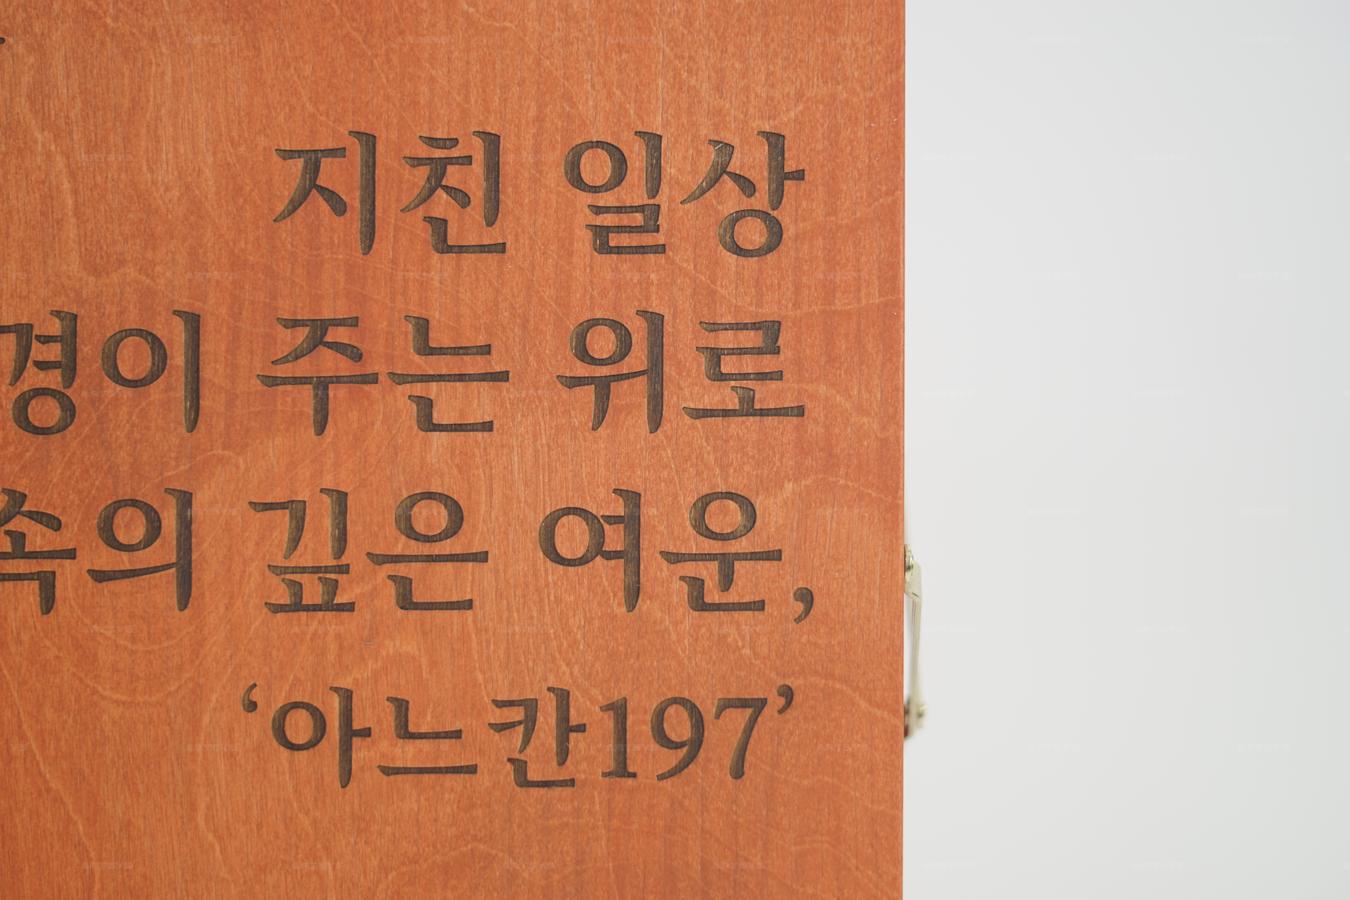 지친 일상
경이 주는 위로
속의 깊은 여운,
‘아느칸197’